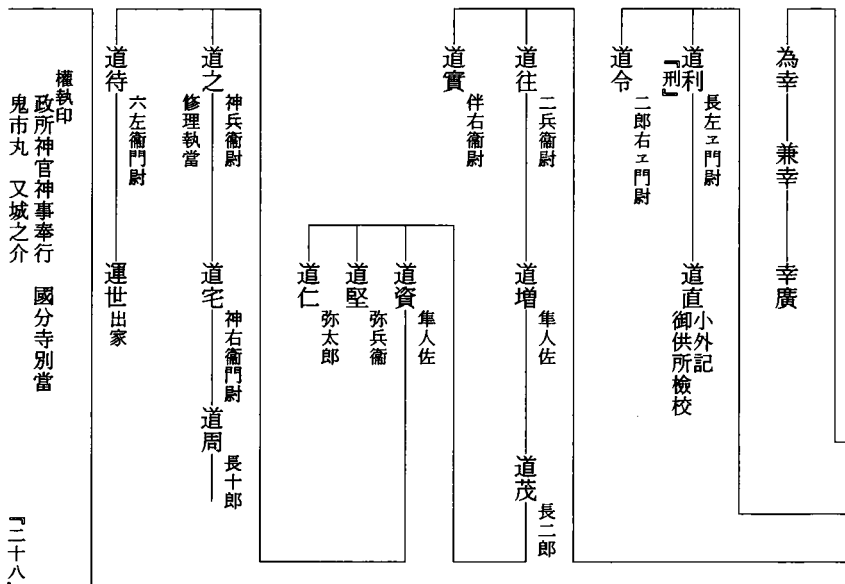 為幸 兼幸 幸廣
道利 長左ヱ門尉
『刑』
道直 小外記
御供所檢校
道令 二郎右ヱ門尉
道往 二兵衞尉
道增 隼人佐
道茂 長二郎
道實 伴右衞尉
道資 隼人佐
道堅 弥兵衞
道仁 弥太郎
道之 神兵衞尉
修理執當
道宅 神右衞門尉
道周 長十郎
道待 六左衞門尉
運世 出家
權執印
政所神官神事奉行 國分寺別當
鬼市丸 又城之介
『二十八』